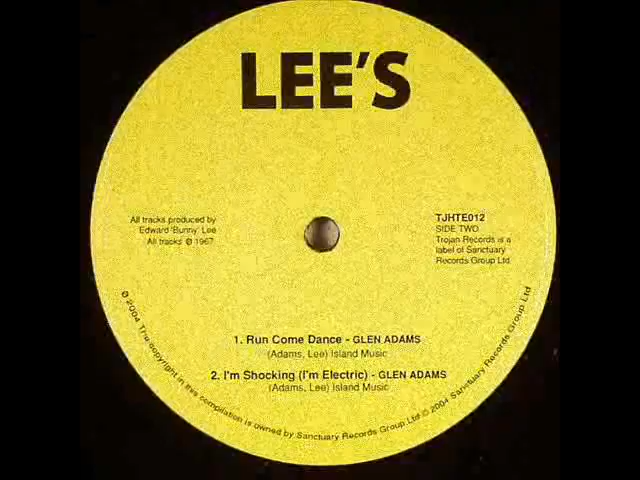 LEE'S
All tracks produced by
Edward 'Bunny' Lee
All tracks ℗ 1967
TJHTE012
SIDE TWO
Trojan Records is a
label of Sanctuary
Records Group Ltd
1. Run Come Dance - GLEN ADAMS
(Adams, Lee) Island Music
2. I'm Shocking (I'm Electric) - GLEN ADAMS
(Adams, Lee) Island Music
℗ 2004 The copyright in this compilation is owned by Sanctuary Records Group Ltd © 2004 Sanctuary Records Group Ltd